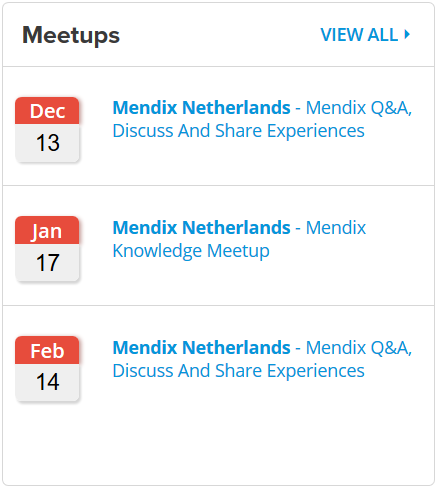 Meetups
VIEW ALL
Dec
13
Mendix Netherlands - Mendix Q&A,
Discuss And Share Experiences
Jan
17
Mendix Netherlands - Mendix
Knowledge Meetup
Feb
14
Mendix Netherlands - Mendix Q&A,
Discuss And Share Experiences